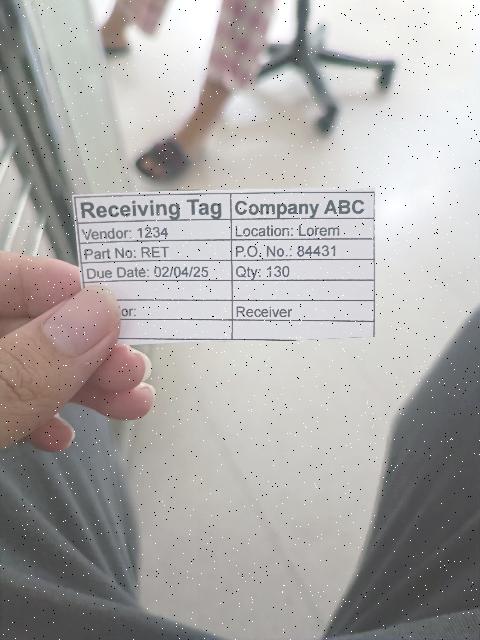 Receiving Tag Company ABC
Vendor: 1234 Location: Lorem
Part No: RET P.O. No.: 84431
Due Date: 02/04/25 Qty: 130
or: Receiver